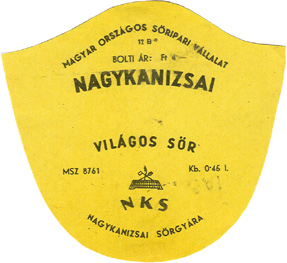 MAGYAR ORSZÁGOS SÖRIPARI VÁLLALAT
12 B°
BOLTI ÁR: Ft
NAGYKANIZSAI
VILÁGOS SÖR
MSZ 8761
Kb. 0·45 l.
NKS
NAGYKANIZSAI SÖRGYÁRA